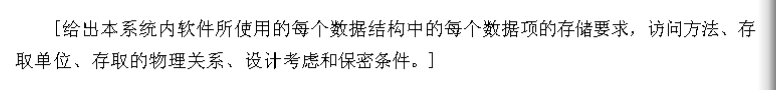 [给出本系统内软件所使用的每个数据结构中的每个数据项的存储要求，访问方法、存
取单位、存取的物理关系、设计考虑和保密条件。]